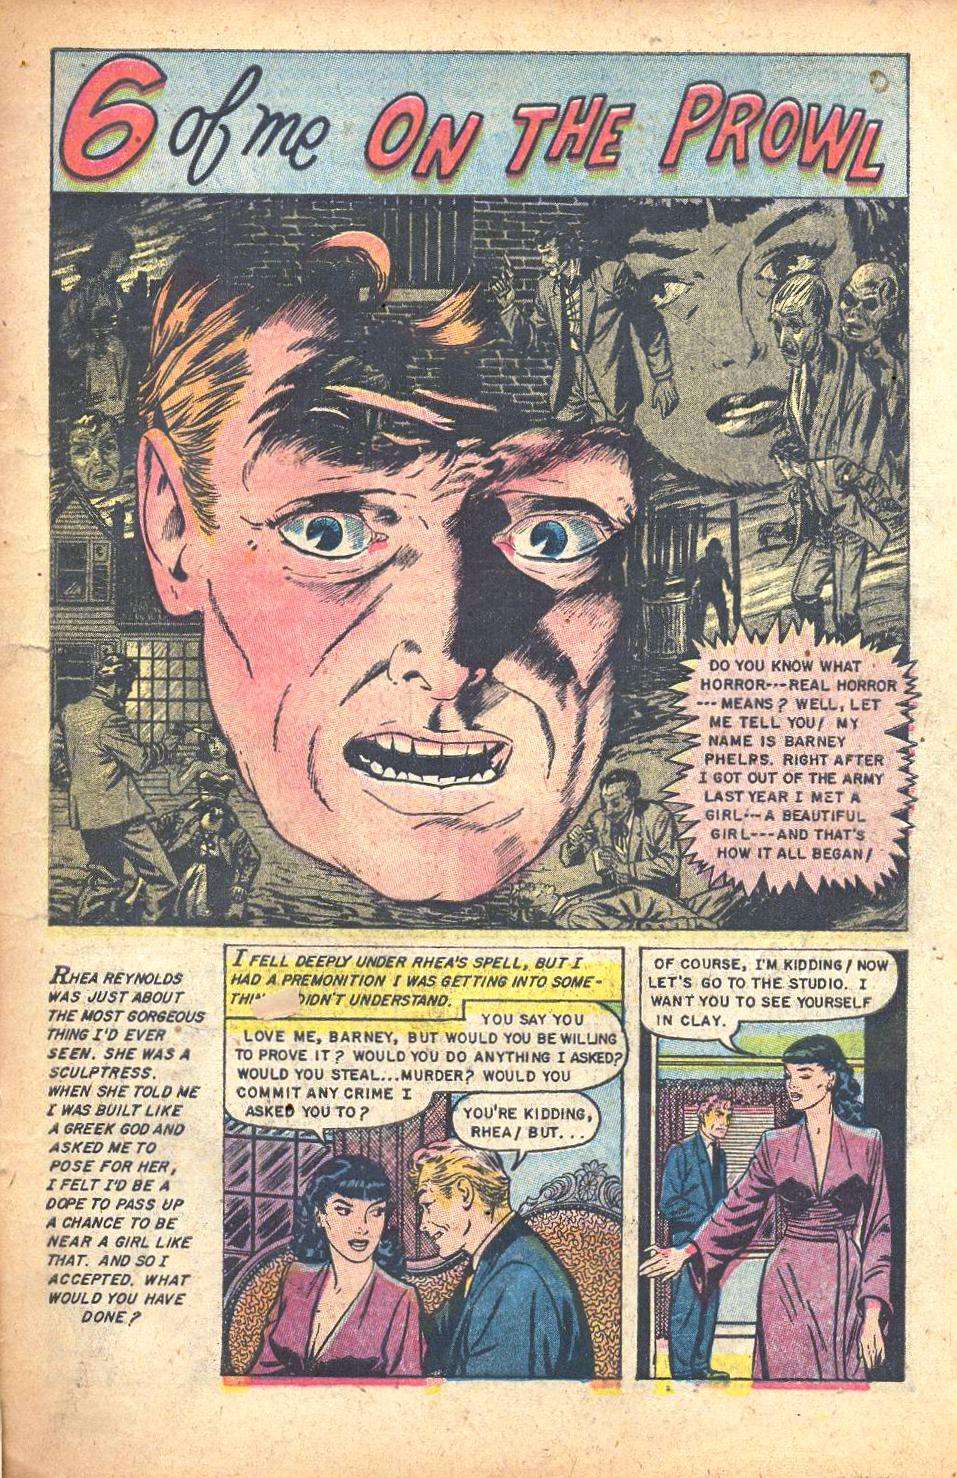 6 of me ON THE PROWL
DO YOU KNOW WHAT
HORROR---REAL HORROR
---MEANS? WELL, LET
ME TELL YOU! MY
NAME IS BARNEY
PHELPS. RIGHT AFTER
I GOT OUT OF THE ARMY
LAST YEAR I MET A
GIRL--A BEAUTIFUL
GIRL---AND THAT'S
HOW IT ALL BEGAN!
RHEA REYNOLDS
WAS JUST ABOUT
THE MOST GORGEOUS
THING I'D EVER
SEEN. SHE WAS A
SCULPTRESS.
WHEN SHE TOLD ME
I WAS BUILT LIKE
A GREEK GOD AND
ASKED ME TO
POSE FOR HER,
I FELT I'D BE A
DOPE TO PASS UP
A CHANCE TO BE
NEAR A GIRL LIKE
THAT. AND SO I
ACCEPTED. WHAT
WOULD YOU HAVE
DONE?
I FELL DEEPLY UNDER RHEA'S SPELL, BUT I
HAD A PREMONITION I WAS GETTING INTO SOME-
UNDERSTAND.
YOU SAY YOU
LOVE ME, BARNEY, BUT WOULD YOU BE WILLING
TO PROVE IT? WOULD YOU DO ANYTHING I ASKED?
WOULD YOU STEAL...MURDER? WOULD YOU
COMMIT ANY CRIME I
ASKED YOU TO?
YOU'RE KIDDING,
RHEA! BUT...
OF COURSE, I'M KIDDING! NOW
LET'S GO TO THE STUDIO. I
WANT YOU TO SEE YOURSELF
IN CLAY.